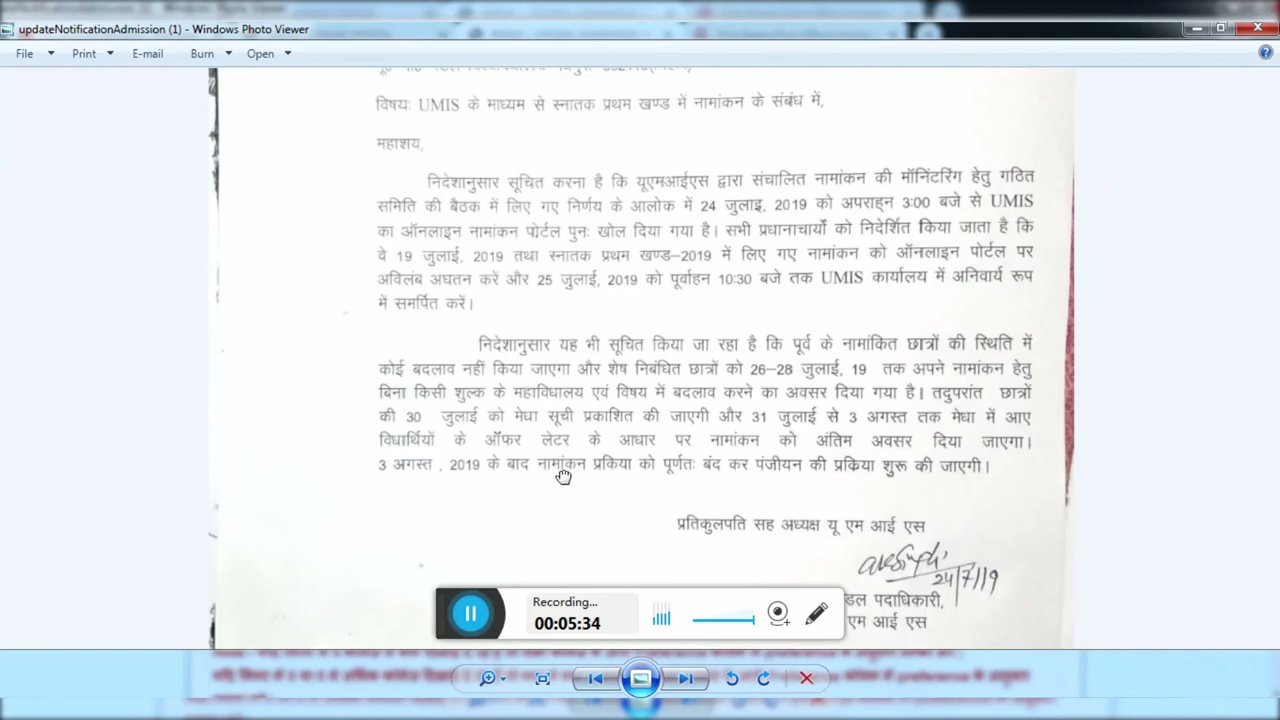 updateNotificationAdmission (1) - Windows Photo Viewer
File Print E-mail Burn Open
विषयः UMIS के माध्यम से स्नातक प्रथम खण्ड में नामांकन के संबंध में,
महाशय,
निदेशानुसार सूचित करना है कि यूएमआईएस द्वारा संचालित नामांकन की मॉनिंटरिंग हेतु गठित
समिति की बैठक में लिए गए निर्णय के आलोक में 24 जुलाइ, 2019 को अपराह्न 3:00 बजे से UMIS
का ऑनलाइन नामांकन पोर्टल पुनः खोल दिया गया है। सभी प्रधानाचार्यों को निदेर्शित किया जाता है कि
वे 19 जुलाई, 2019 तथा स्नातक प्रथम खण्ड-2019 में लिए गए नामांकन को ऑनलाइन पोर्टल पर
अविलंब अघतन करें और 25 जुलाई, 2019 को पूर्वाहन 10:30 बजे तक UMIS कार्यालय में अनिवार्य रूप
में समर्पित करें।
निदेशानुसार यह भी सूचित किया जा रहा है कि पूर्व के नामांकित छात्रों की स्थिति में
कोई बदलाव नहीं किया जाएगा और शेष निबंधित छात्रों को 26-28 जुलाई, 19 तक अपने नामांकन हेतु
बिना किसी शुल्क के महाविधालय एवं विषय में बदलाव करने का अवसर दिया गया है। तदुपरांत छात्रों
की 30 जुलाई को मेधा सूची प्रकाशित की जाएगी और 31 जुलाई से 3 अगस्त तक मेधा में आए
विधार्थियों के ऑफर लेटर के आधार पर नामांकन को अंतिम अवसर दिया जाएगा।
3 अगस्त , 2019 के बाद नामांकन प्रकिया को पूर्णतः बंद कर पंजीयन की प्रक्रिया शुरू की जाएगी।
प्रतिकुलपति सह अध्यक्ष यू एम आई एस
24/7/19
डल पदाधिकारी,
एम आई एस
Recording...
00:05:34